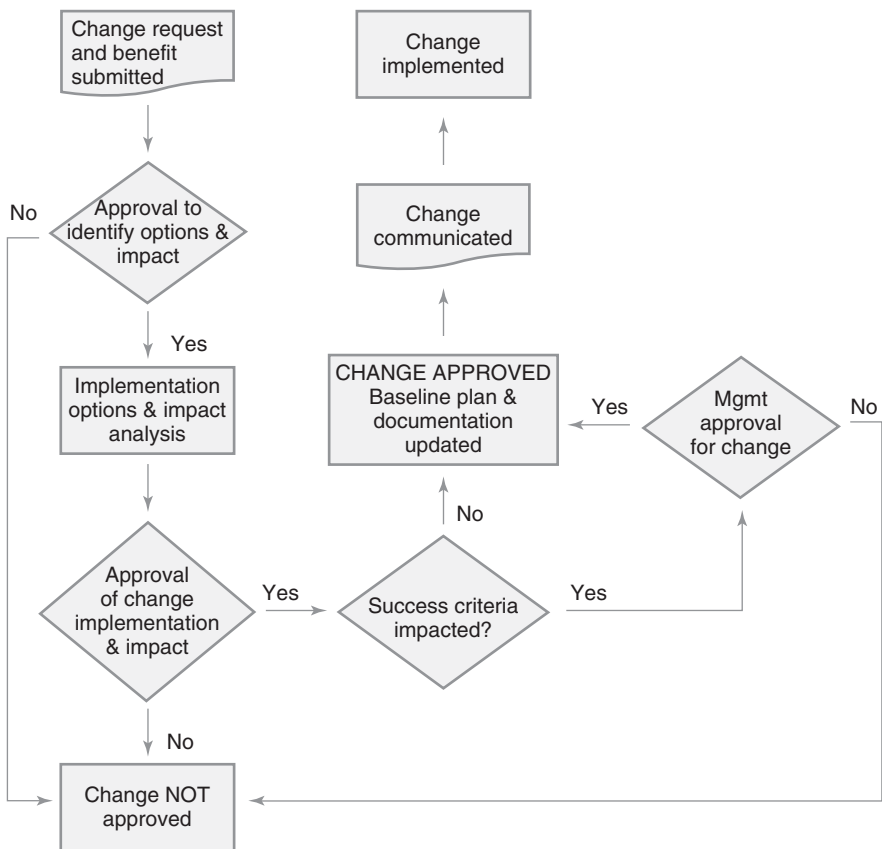 Change request
and benefit
submitted
Change
implemented
No
Approval to
identify options &
impact
Change
communicated
Yes
Implementation
options & impact
analysis
CHANGE APPROVED
Baseline plan &
documentation
updated
Yes
Mgmt
approval
for change
No
No
Approval
of change
implementation
& impact
Yes
Success criteria
impacted?
Yes
No
Change NOT
approved